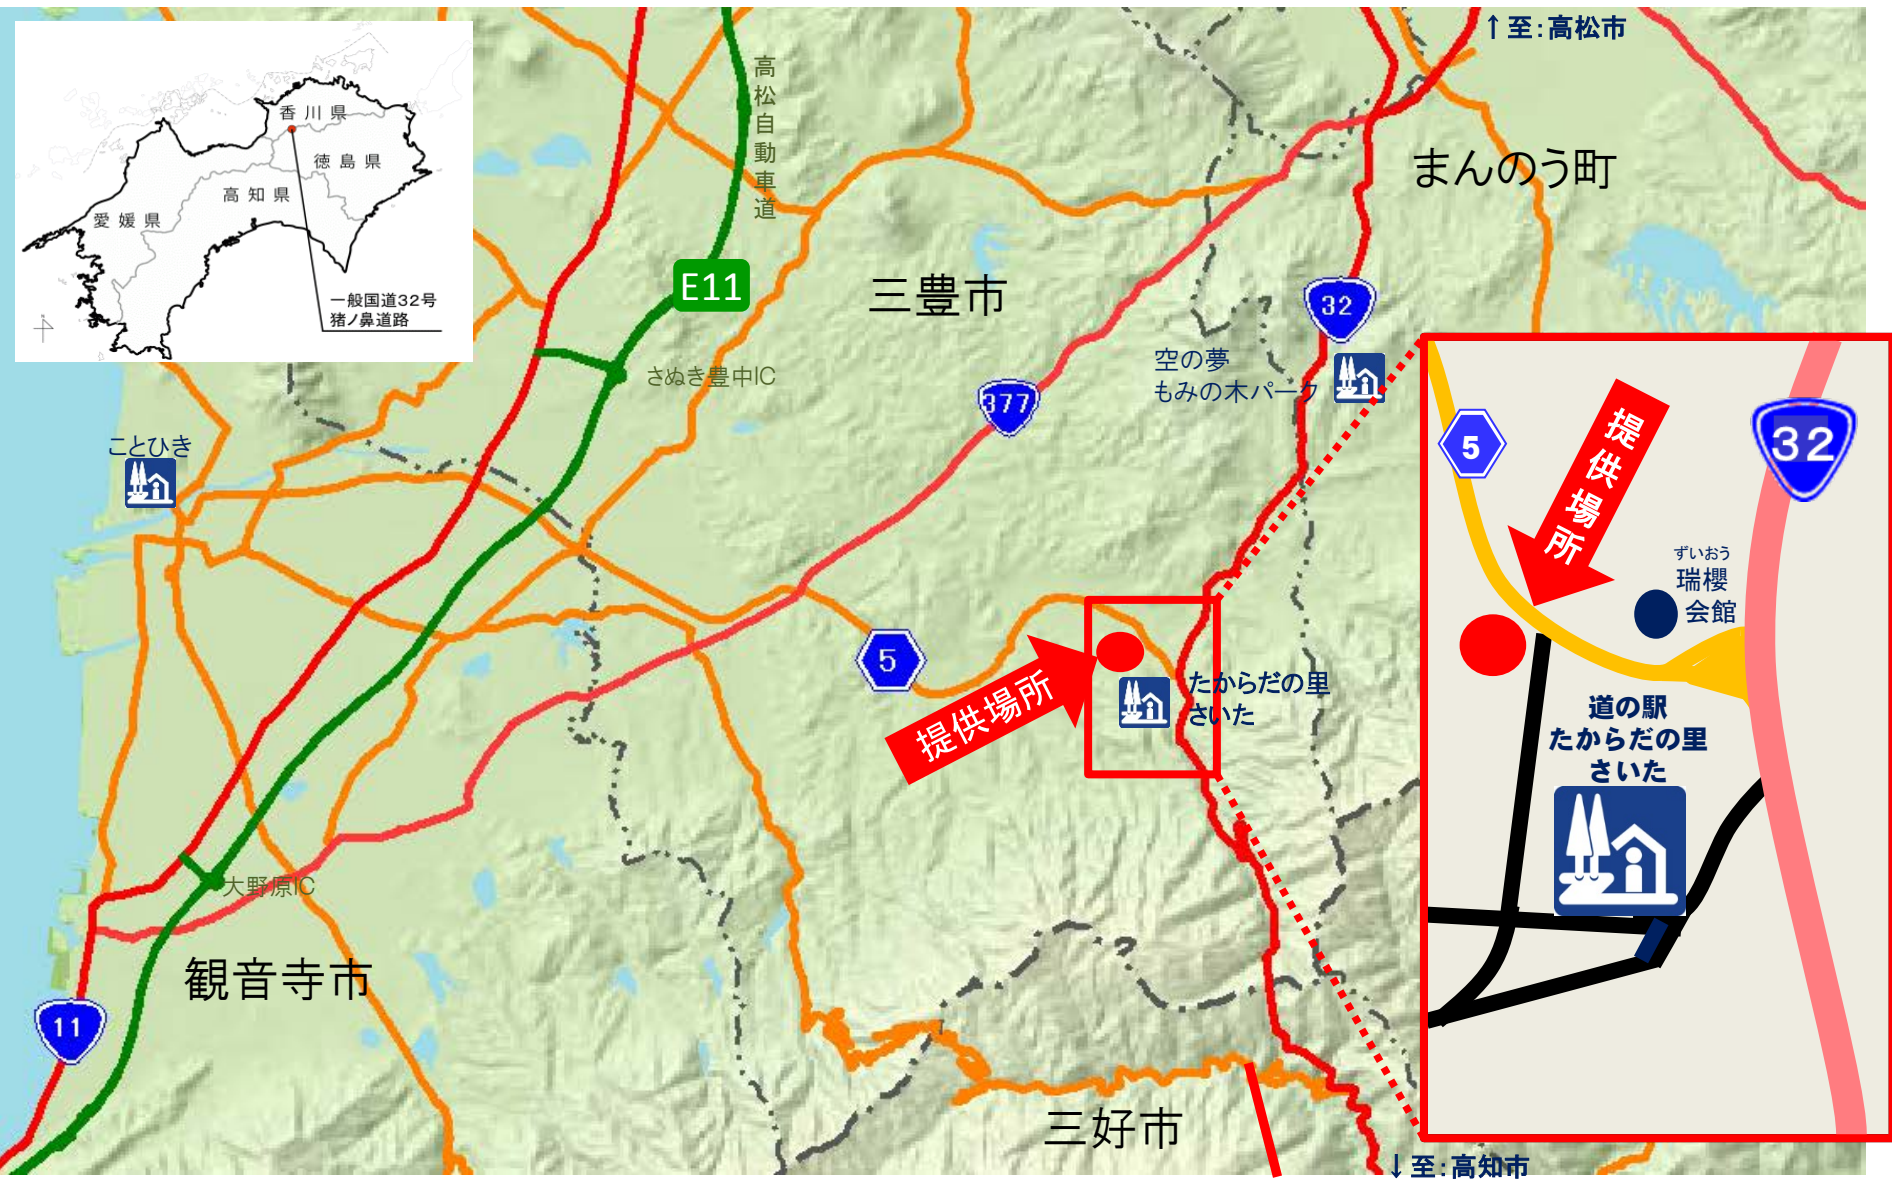 ↑至:高松市
香川県
徳島県
高知県
愛媛県
一般国道32号
猪ノ鼻道路
高松自動車道
E11
まんのう町
三豊市
32
空の夢
もみの木パーク
さぬき豊中IC
377
ことひき
5
提供場所
たからだの里
さいた
大野原IC
観音寺市
11
三好市
↓至:高知市
5
提供場所
32
ずいおう
瑞櫻
会館
道の駅
たからだの里
さいた